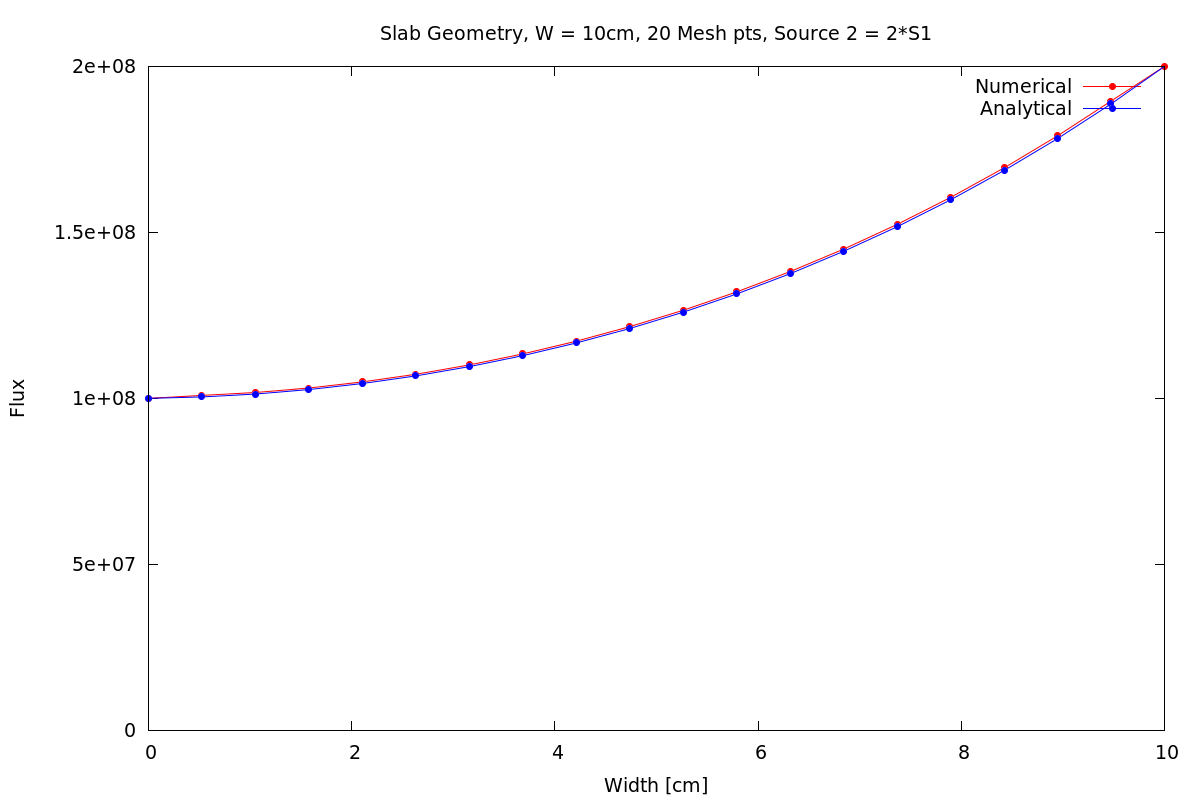 Slab Geometry, W = 10cm, 20 Mesh pts, Source 2 = 2*S1
2e+08
1.5e+08
1e+08
5e+07
0
Flux
Numerical
Analytical
0 2 4 6 8 10
Width [cm]